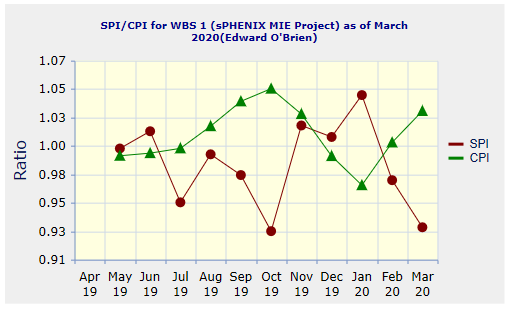 SPI/CPI for WBS 1 (sPHENIX MIE Project) as of March
2020(Edward O'Brien)
1.07
1.05
1.03
1.00
0.98
0.95
0.93
0.91
Ratio
SPI
CPI
Apr May Jun Jul Aug Sep Oct Nov Dec Jan Feb Mar
19 19 19 19 19 19 19 19 19 20 20 20